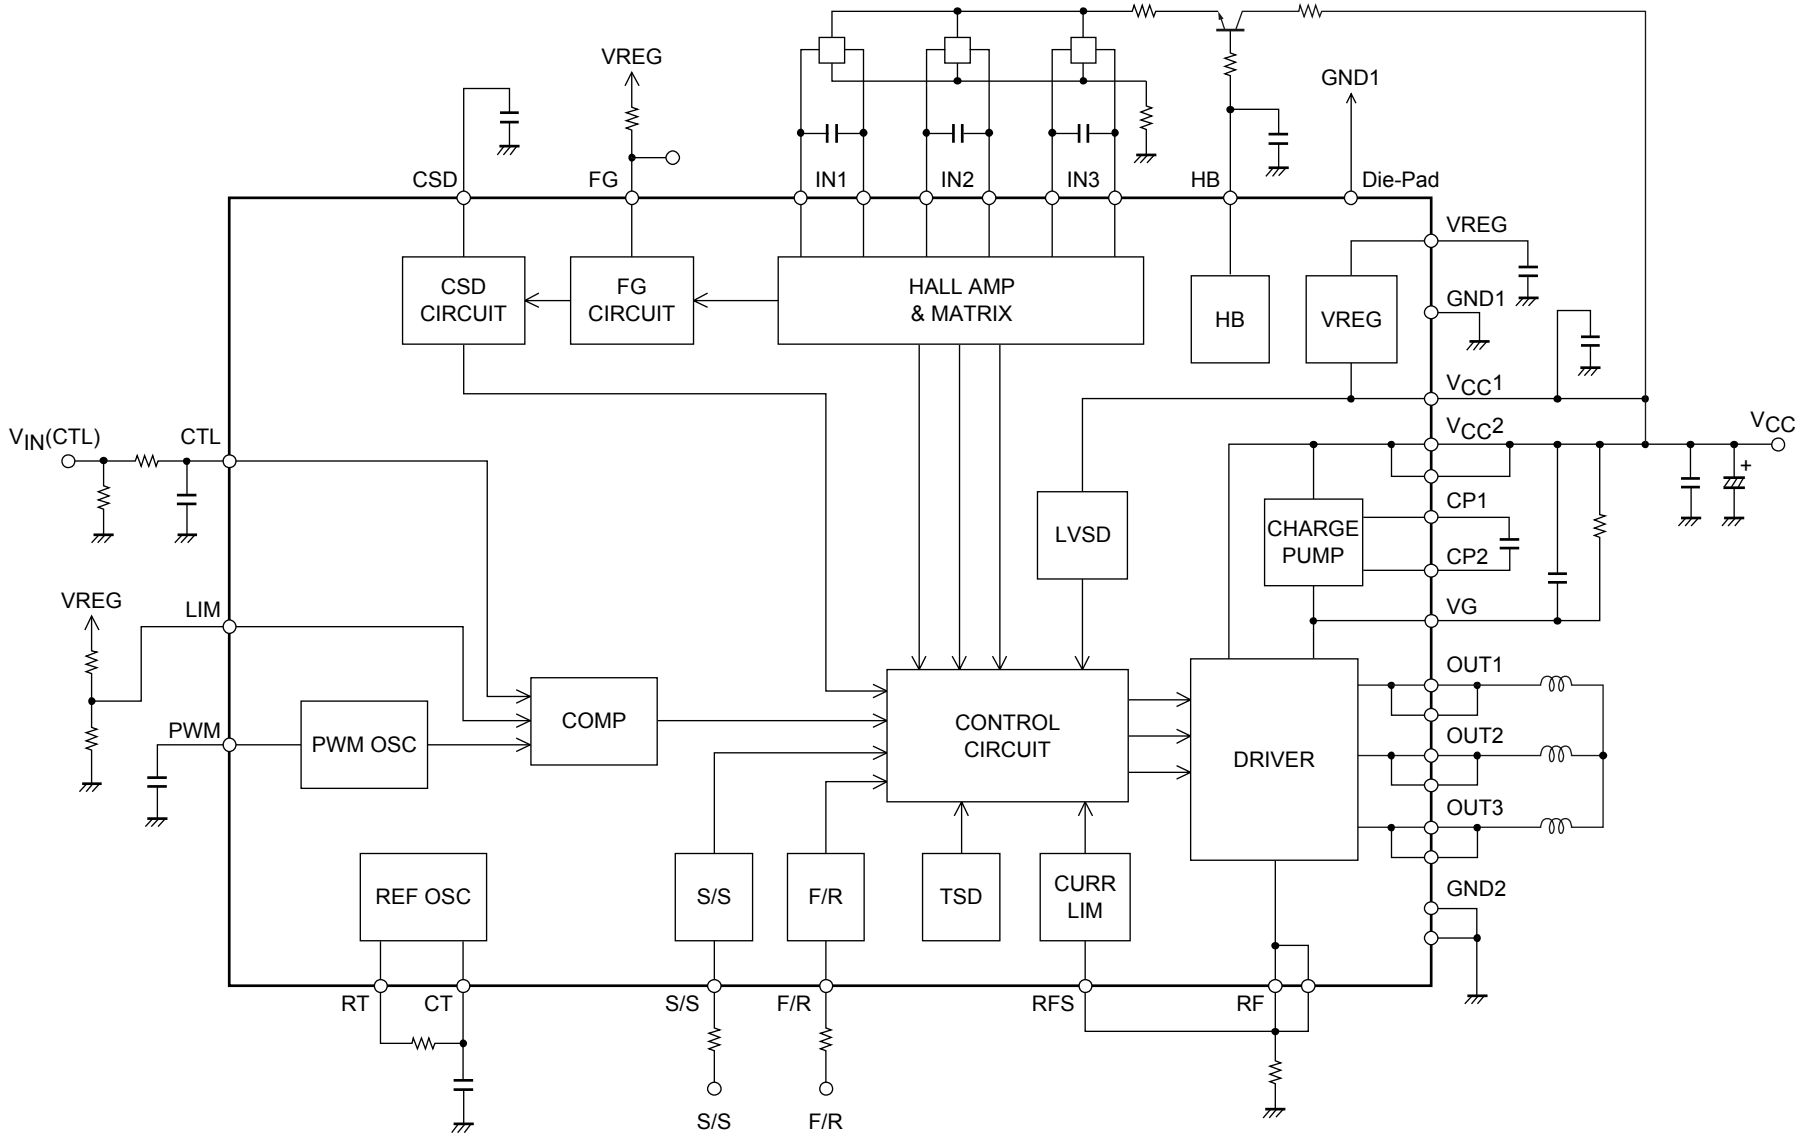 VREG
GND1
CSD
FG
IN1
IN2
IN3
HB
Die-Pad
VREG
CSD
CIRCUIT
FG
CIRCUIT
HALL AMP
& MATRIX
HB
VREG
GND1
VCC1
VIN(CTL)
CTL
VCC2
VCC
+
LVSD
CHARGE
PUMP
CP1
CP2
VREG
LIM
VG
OUT1
PWM
PWM OSC
COMP
CONTROL
CIRCUIT
DRIVER
OUT2
OUT3
REF OSC
S/S
F/R
TSD
CURR
LIM
GND2
RT
CT
S/S
F/R
RFS
RF
S/S
F/R